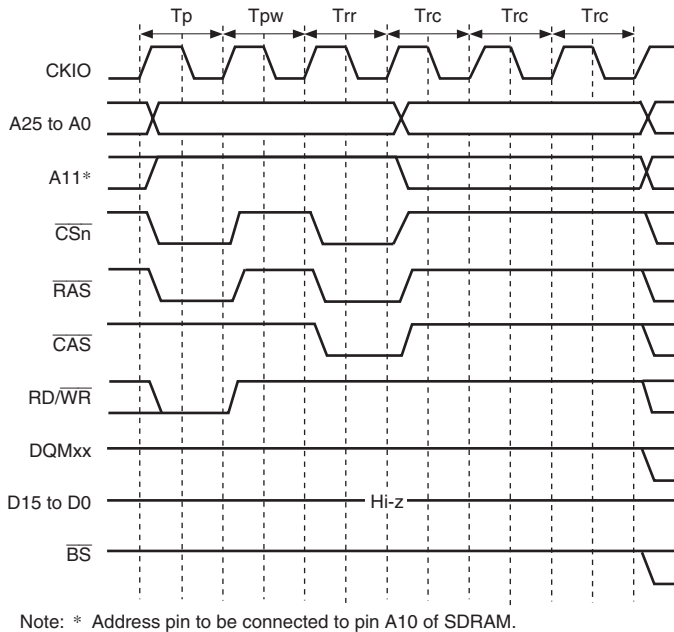 Tp Tpw Trr Trc Trc Trc
CKIO
A25 to A0
A11*
CSn
RAS
CAS
RD/WR
DQMxx
D15 to D0 Hi-z
BS
Note: * Address pin to be connected to pin A10 of SDRAM.